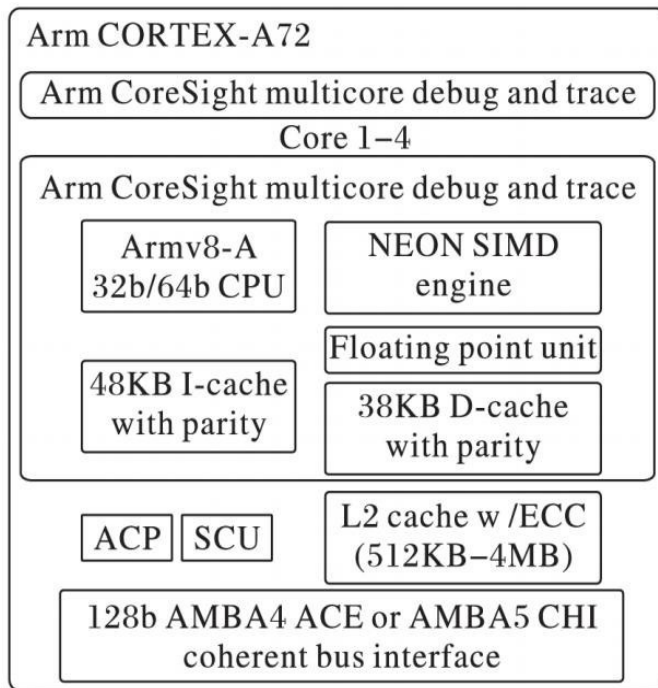 Arm CORTEX-A72
Arm CoreSight multicore debug and trace
Core 1–4
Arm CoreSight multicore debug and trace
Armv8-A
32b/64b CPU
NEON SIMD
engine
Floating point unit
48KB I-cache
with parity
38KB D-cache
with parity
ACP
SCU
L2 cache w /ECC
(512KB–4MB)
128b AMBA4 ACE or AMBA5 CHI
coherent bus interface